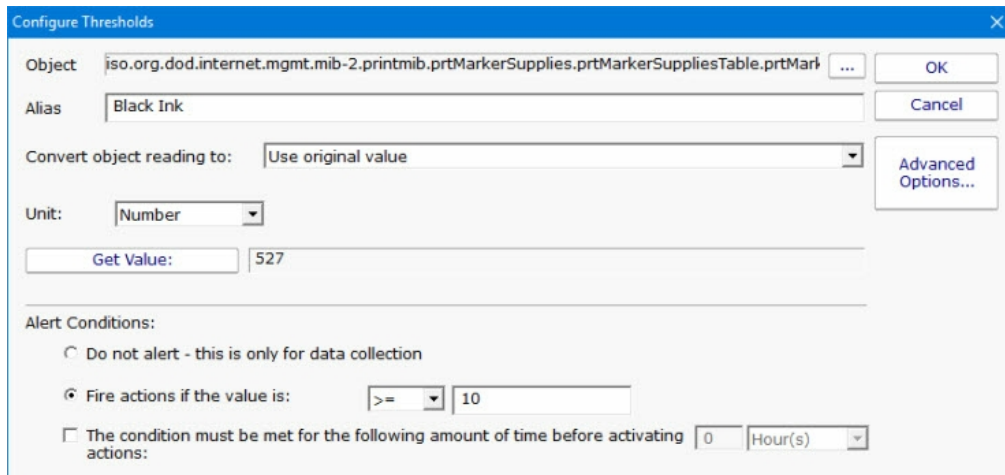 Configure Thresholds
Object iso.org.dod.internet.mgmt.mib-2.printmib.prtMarkerSupplies.prtMarkerSuppliesTable.prtMark ... OK
Alias Black Ink Cancel
Convert object reading to: Use original value
Advanced
Options...
Unit: Number
Get Value: 527
Alert Conditions:
Do not alert - this is only for data collection
Fire actions if the value is: >= 10
The condition must be met for the following amount of time before activating 0 Hour(s)
actions: